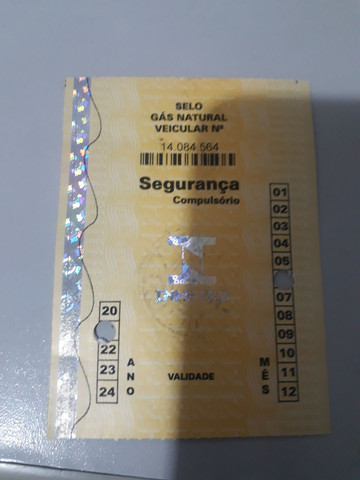 SELO
GÁS NATURAL
VEICULAR Nº
14.084.564
Segurança
Compulsório
01
02
03
04
05
07
08
09
10
11
12
20
22
23
24
ANO
VALIDADE
MÊS